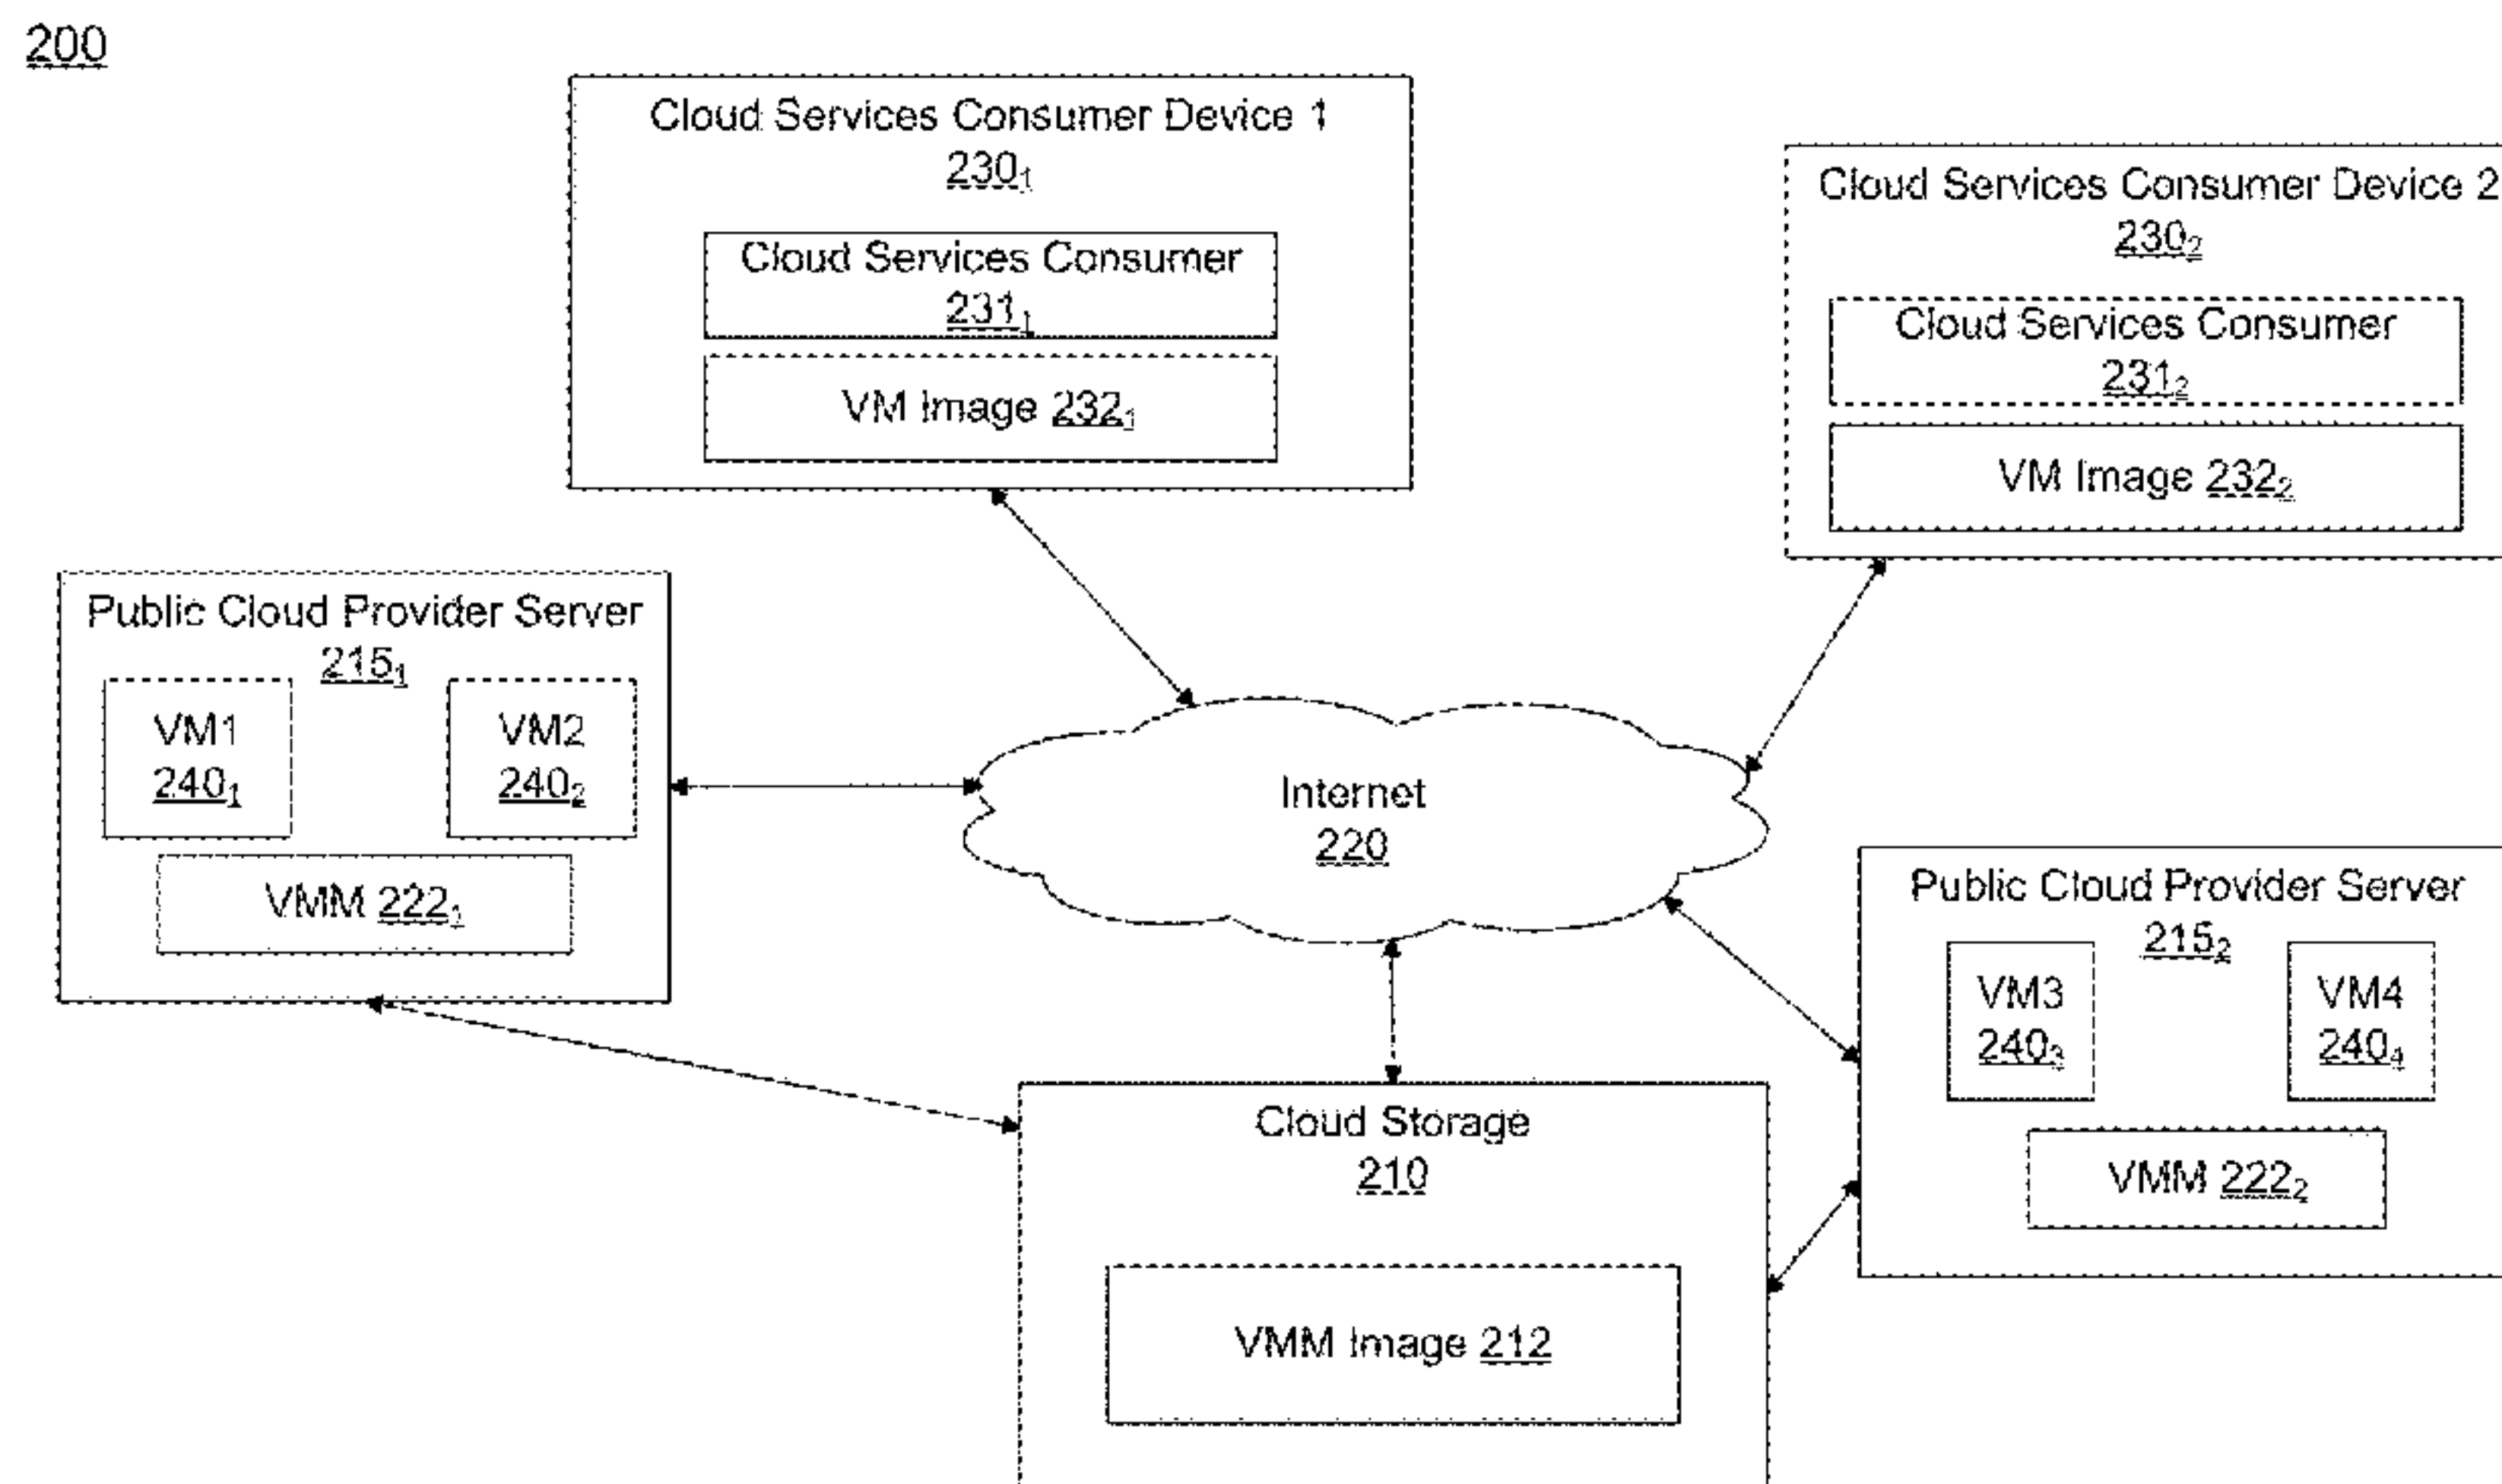 200
Cloud Services Consumer Device 1
230₁
Cloud Services Consumer
231₁
VM Image 232₁
Cloud Services Consumer Device 2
230₂
Cloud Services Consumer
231₂
VM Image 232₂
Public Cloud Provider Server
215₁
VM1
240₁
VM2
240₂
VMM 222₁
Internet
220
Public Cloud Provider Server
215₂
VM3
240₃
VM4
240₄
VMM 222₂
Cloud Storage
210
VMM Image 212